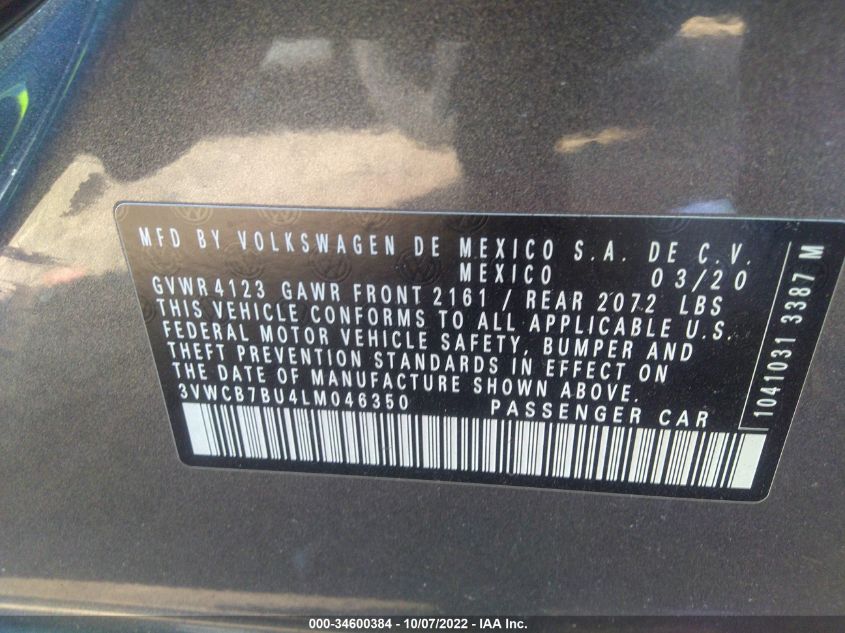 MFD BY VOLKSWAGEN DE MEXICO S.A. DE C.V.
MEXICO 03/20
GVWR 4123 GAWR FRONT 2161 / REAR 2072 LBS
THIS VEHICLE CONFORMS TO ALL APPLICABLE U.S.
FEDERAL MOTOR VEHICLE SAFETY, BUMPER AND
THEFT PREVENTION STANDARDS IN EFFECT ON
THE DATE OF MANUFACTURE SHOWN ABOVE.
3VWCB7BU4LM046350 PASSENGER CAR
1041031 3387 M
000-34600384 - 10/07/2022 - IAA Inc.